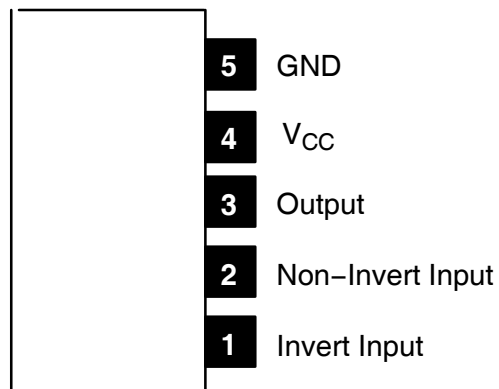 5 GND
4 VCC
3 Output
2 Non−Invert Input
1 Invert Input